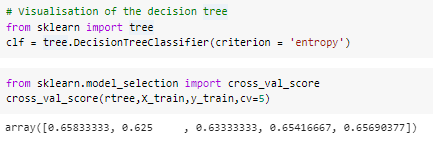 # Visualisation of the decision tree
from sklearn import tree
clf = tree.DecisionTreeClassifier(criterion = 'entropy')
from sklearn.model_selection import cross_val_score
cross_val_score(rtree,X_train,y_train,cv=5)
array([0.65833333, 0.625     , 0.63333333, 0.65416667, 0.65690377])